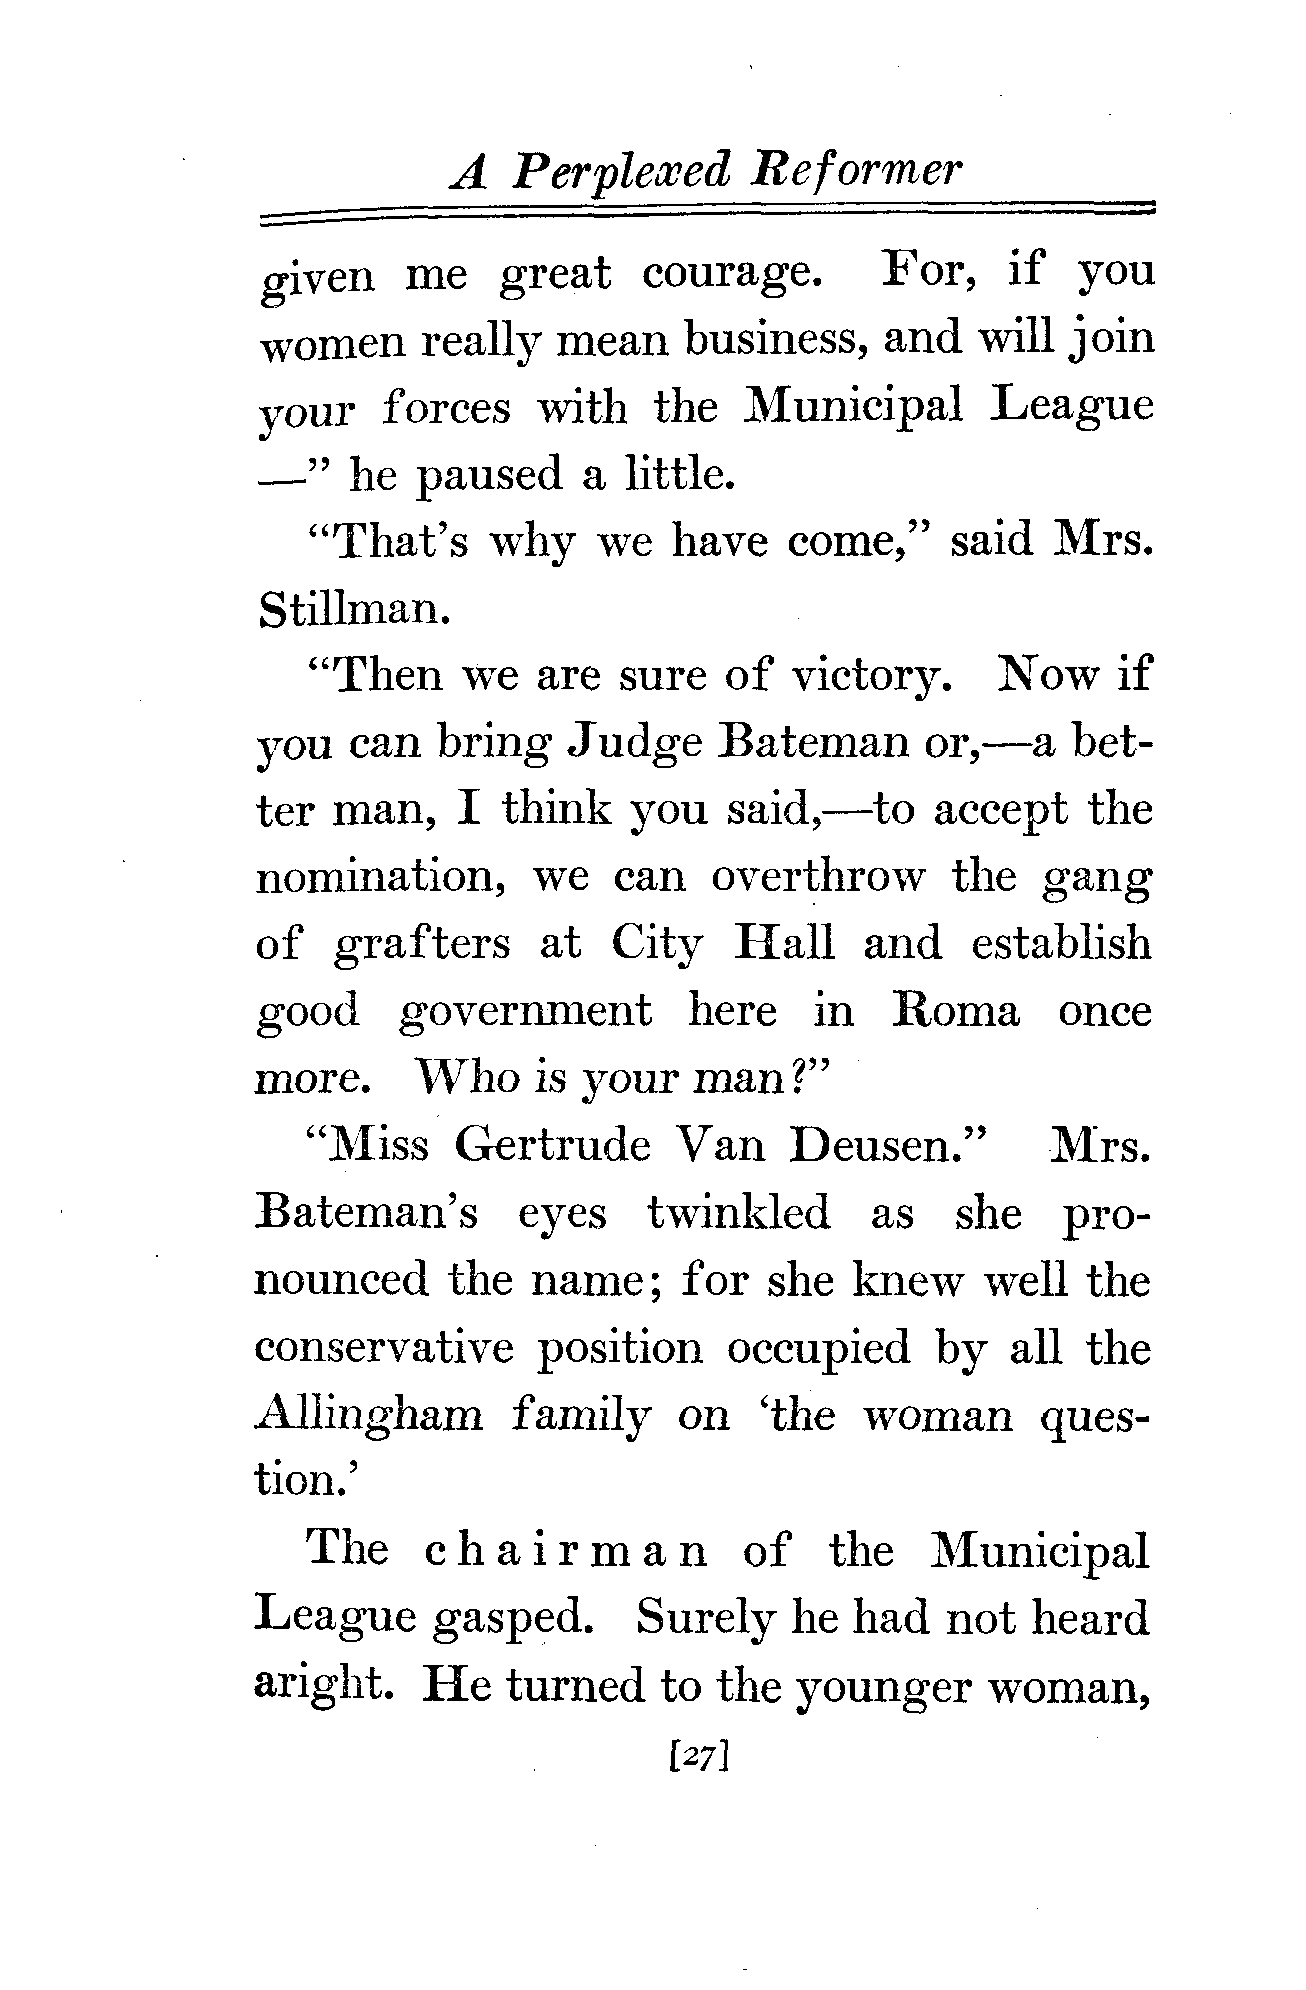 A Perplexed Reformer
given me great courage. For, if you
women really mean business, and will join
your forces with the Municipal League
—” he paused a little.
“That’s why we have come,” said Mrs.
Stillman.
“Then we are sure of victory. Now if
you can bring Judge Bateman or,—a bet-
ter man, I think you said,—to accept the
nomination, we can overthrow the gang
of grafters at City Hall and establish
good government here in Roma once
more. Who is your man?”
“Miss Gertrude Van Deusen.” Mrs.
Bateman’s eyes twinkled as she pro-
nounced the name; for she knew well the
conservative position occupied by all the
Allingham family on ‘the woman ques-
tion.’
The chairman of the Municipal
League gasped. Surely he had not heard
aright. He turned to the younger woman,
[27]